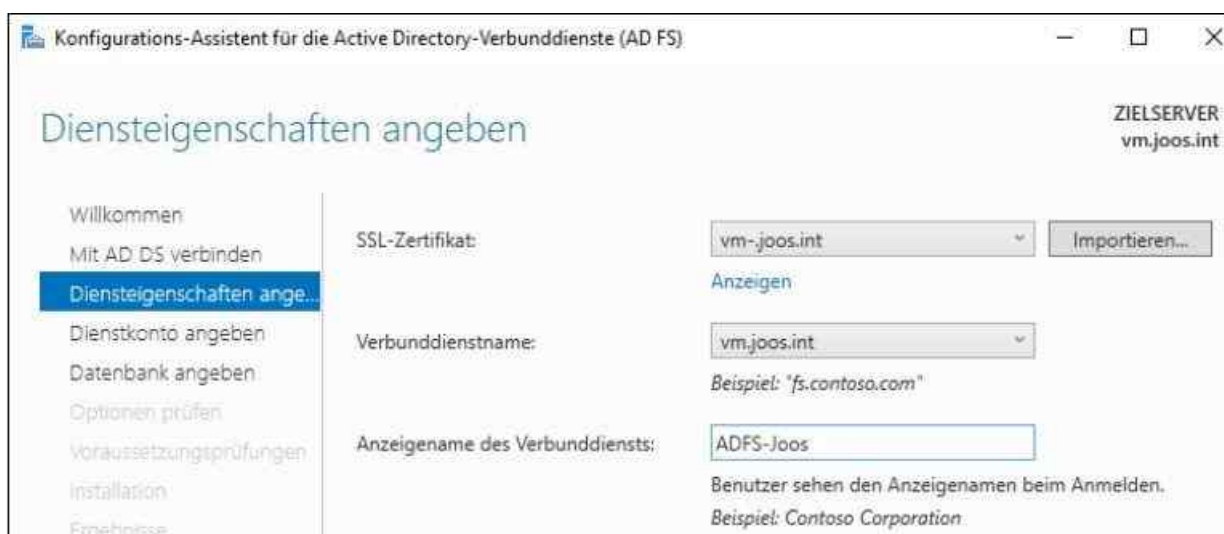 Konfigurations-Assistent für die Active Directory-Verbunddienste (AD FS)
Diensteigenschaften angeben
ZIELSERVER
vm.joos.int
Willkommen
Mit AD DS verbinden
Diensteigenschaften ange...
Dienstkonto angeben
Datenbank angeben
Optionen prüfen
Voraussetzungsprüfungen
Installation
Ergebnisse
SSL-Zertifikat:
vm-.joos.int
Importieren...
Anzeigen
Verbunddienstname:
vm.joos.int
Beispiel: "fs.contoso.com"
Anzeigename des Verbunddiensts:
ADFS-Joos
Benutzer sehen den Anzeigenamen beim Anmelden.
Beispiel: Contoso Corporation